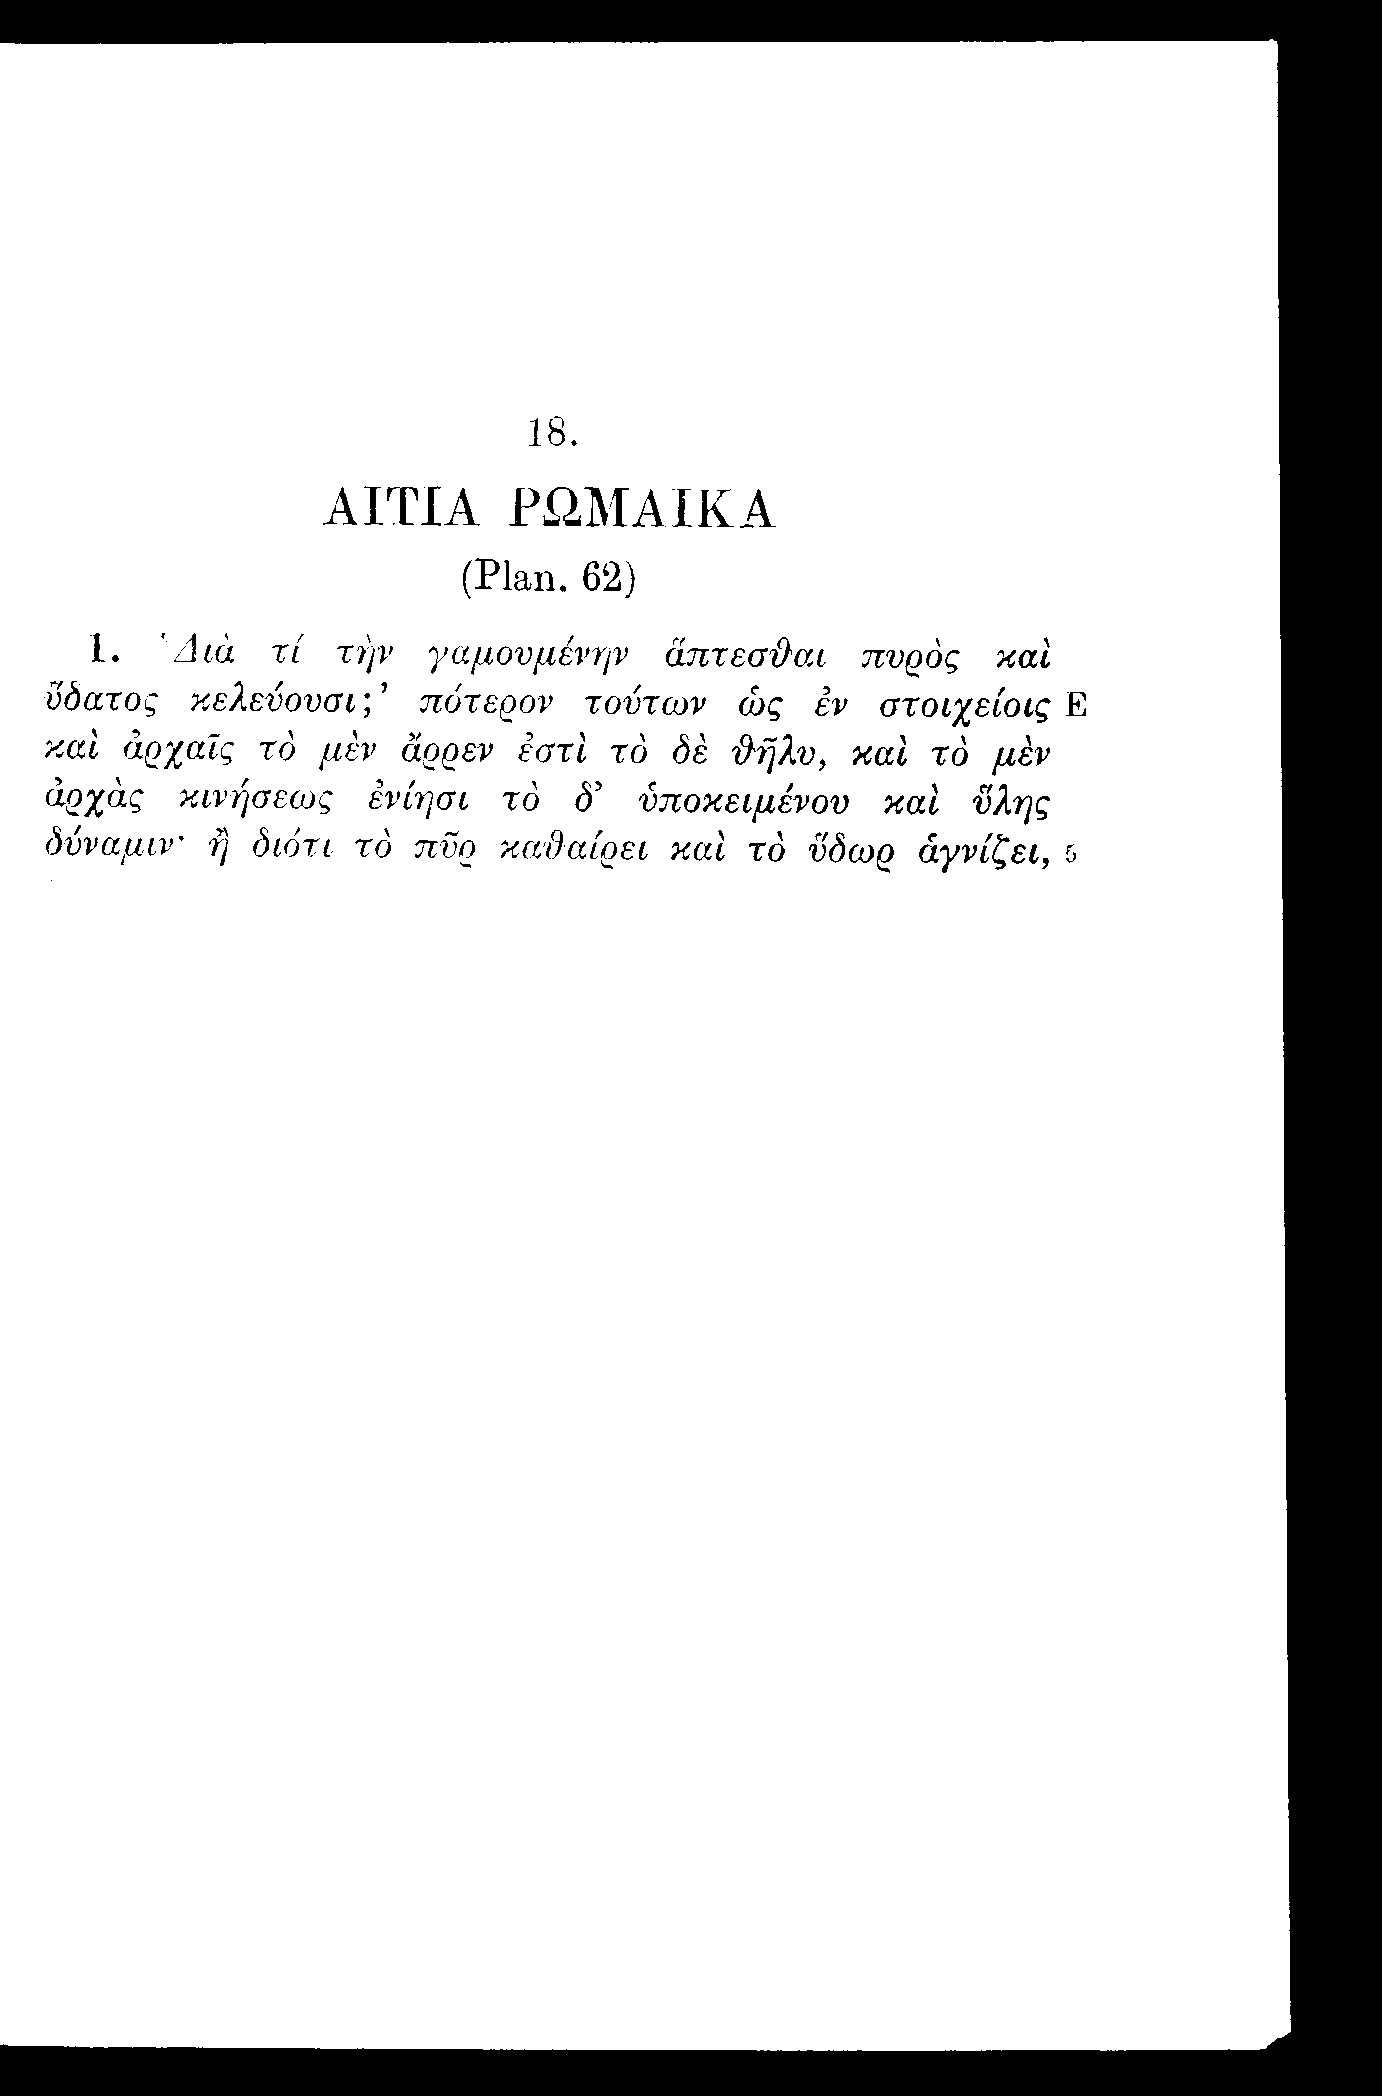 18.
ΑΙΤΙΑ ΡΩΜΑΙΚΑ
(Plan. 62)
1. ‘Διὰ τί τὴν γαμουμένην ἅπτεσθαι πυρὸς καὶ
ὕδατος κελεύουσι;’ πότερον τούτων ὡς ἐν στοιχείοις E
καὶ ἀρχαῖς τὸ μὲν ἄρρεν ἐστὶ τὸ δὲ θῆλυ, καὶ τὸ μὲν
ἀρχὰς κινήσεως ἐνίησι τὸ δ’ ὑποκειμένου καὶ ὕλης
δύναμιν· ἢ διότι τὸ πῦρ καθαίρει καὶ τὸ ὕδωρ ἁγνίζει, 5